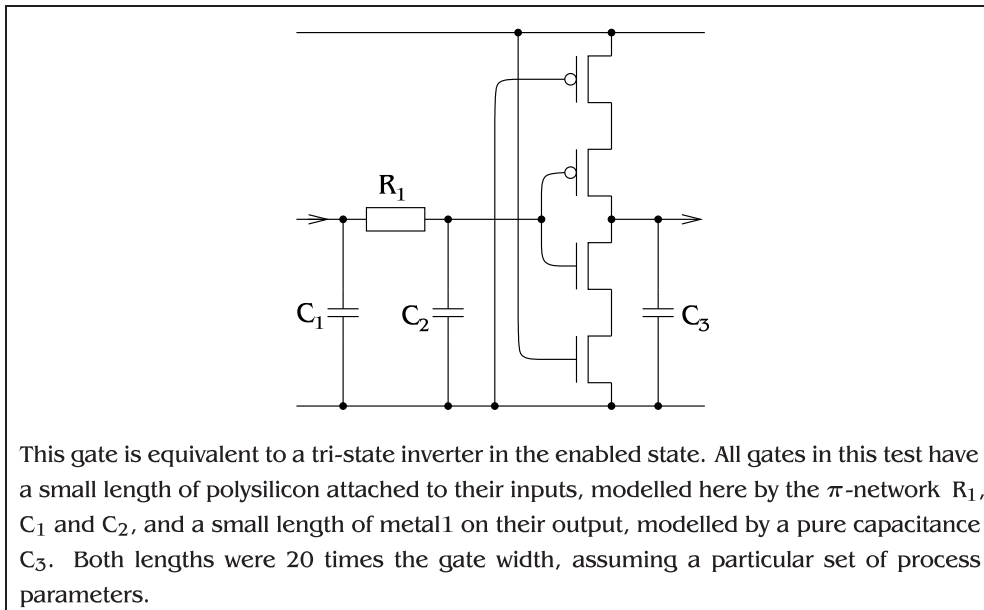 R1
C1
C2
C3
This gate is equivalent to a tri-state inverter in the enabled state. All gates in this test have
a small length of polysilicon attached to their inputs, modelled here by the π-network R1,
C1 and C2, and a small length of metal1 on their output, modelled by a pure capacitance
C3. Both lengths were 20 times the gate width, assuming a particular set of process
parameters.